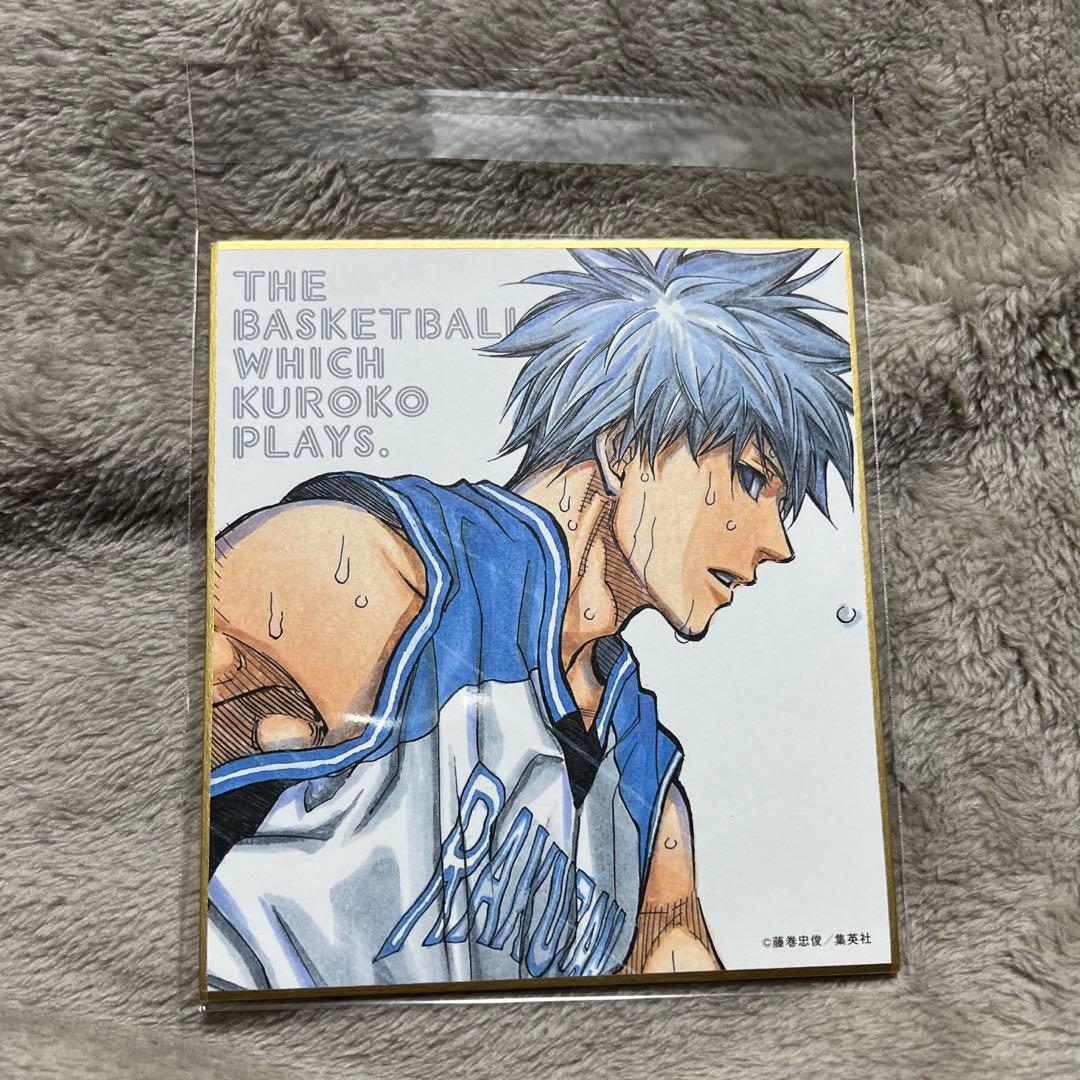 THE
BASKETBALL
WHICH
KUROKO
PLAYS.
RAKUZAN
©藤巻忠俊／集英社